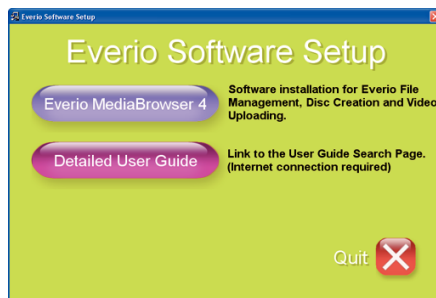 Everio Software Setup
Everio Software Setup
Everio MediaBrowser 4
Software installation for Everio File
Management, Disc Creation and Video
Uploading.
Detailed User Guide
Link to the User Guide Search Page.
(Internet connection required)
Quit